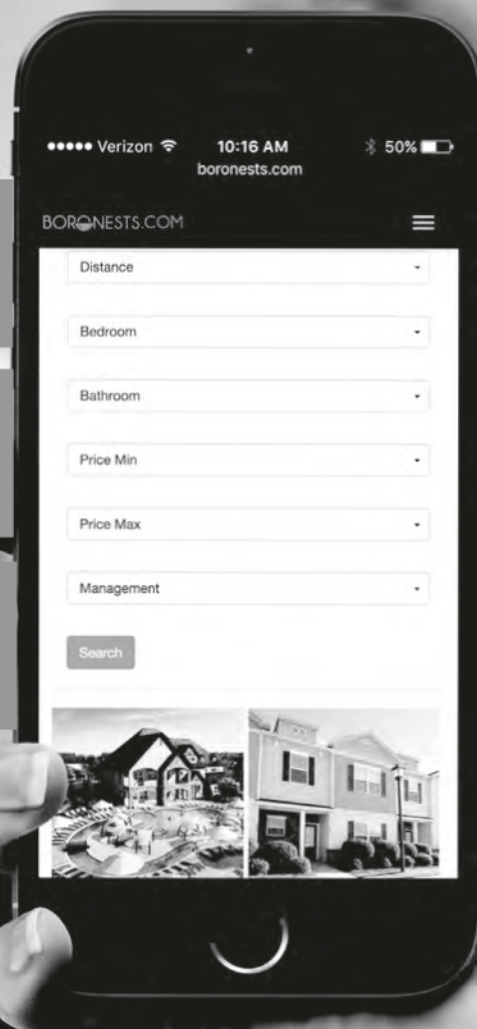 Verizon 10:16 AM 50%
boronests.com
BORONESTS.COM
Distance
Bedroom
Bathroom
Price Min
Price Max
Management
Search